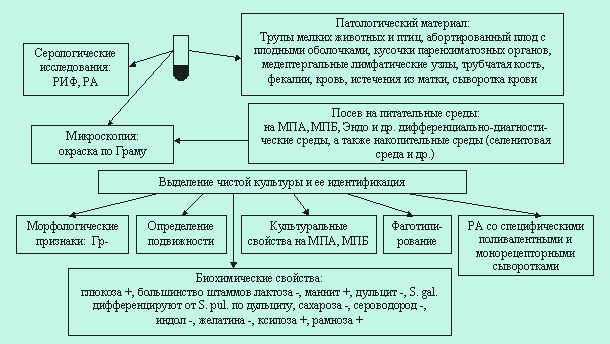 Патологический материал:
Трупы мелких животных и птиц, абортированный плод с
плодными оболочками, кусочки паренхиматозных органов,
медептергальные лимфатические узлы, трубчатая кость,
фекалии, кровь, истечения из матки, сыворотка крови
Серологические
исследования:
РИФ, РА
Посев на питательные среды:
на МПА, МПБ, Эндо и др. дифференциально-диагности-
ческие среды, а также накопительные среды (селенитовая
среда и др.)
Микроскопия:
окраска по Граму
Выделение чистой культуры и ее идентификация
Морфологические
признаки: Гр-
Определение
подвижности
Культуральные
свойства на МПА, МПБ
Фаготипи-
рование
РА со специфическими
поливалентными и
монорецепторными
сыворотками
Биохимические свойства:
глюкоза +, большинство штаммов лактоза -, маннит +, дульцит -, S. gal.
дифференцируют от S. pul. по дульциту, сахароза -, сероводород -,
индол -, желатина -, ксилоза +, рамноза +